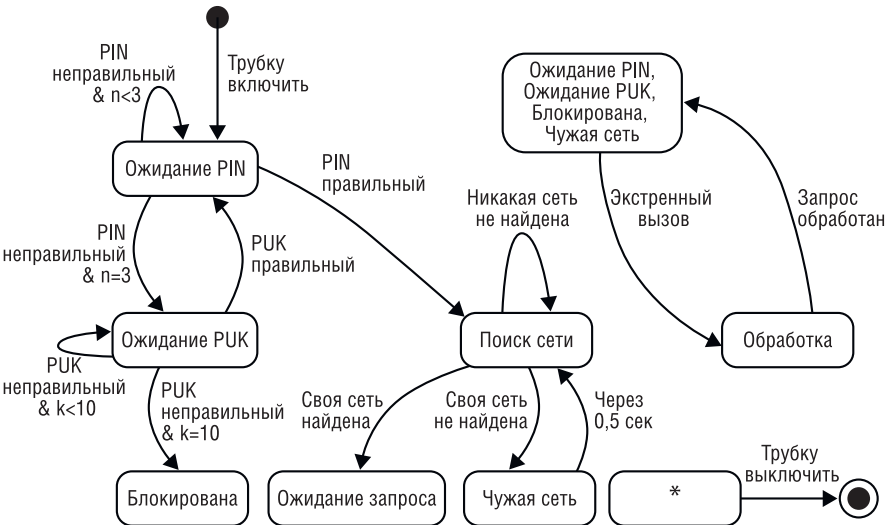 PIN
неправильный
& n<3
Трубку
включить
Ожидание PIN,
Ожидание PUK,
Блокирована,
Чужая сеть
Ожидание PIN
PIN
правильный
Никакая сеть
не найдена
Экстренный
вызов
Запрос
обработан
PIN
неправильный
& n=3
PUK
правильный
Ожидание PUK
Поиск сети
Обработка
PUK
неправильный
& k<10
PUK
неправильный
& k=10
Своя сеть
найдена
Своя сеть
не найдена
Через
0,5 сек
Трубку
выключить
Блокирована
Ожидание запроса
Чужая сеть
*